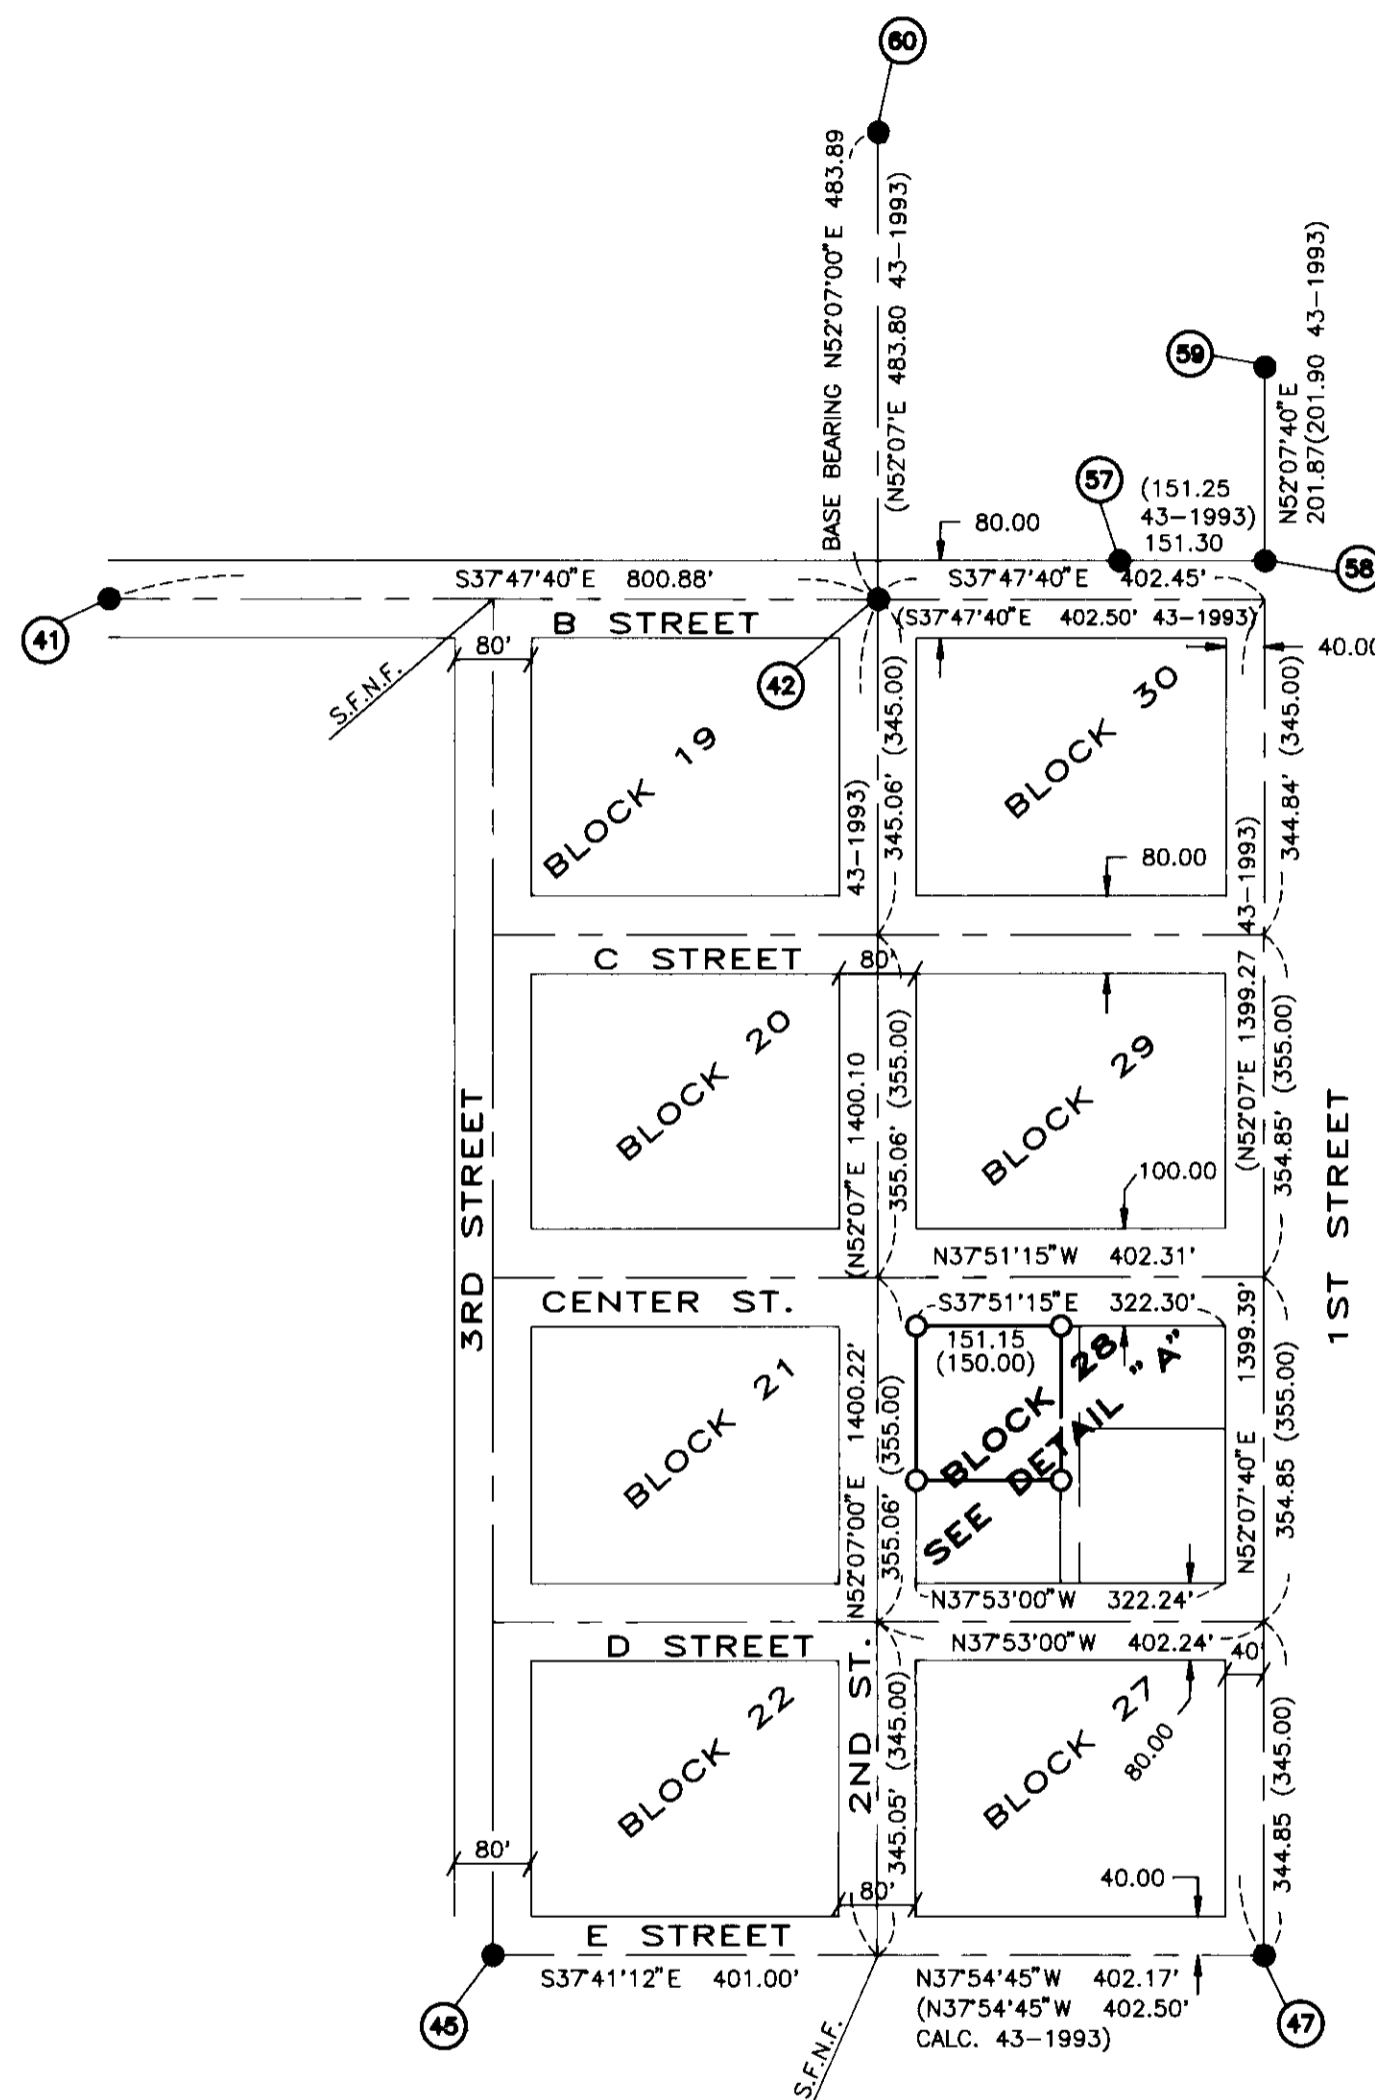 60
BASE BEARING N52°07'00"E 483.89
(N52°07'E 483.80 43-1993)
59
N52°07'40"E
201.87(201.90 43-1993)
57
(151.25
43-1993)
151.30
80.00
58
S37°47'40"E 800.88'
S37°47'40"E 402.45'
(S37°47'40"E 402.50' 43-1993)
41
B STREET
80'
40.00
42
S.F.N.F.
BLOCK 19
BLOCK 30
345.06' (345.00)
344.84' (345.00)
43-1993)
43-1993)
80.00
C STREET
80'
BLOCK 20
BLOCK 29
(N52°07'E 1400.10
355.06' (355.00)
(N52°07'E 1399.27
354.85' (355.00)
3RD STREET
1ST STREET
100.00
N37°51'15"W 402.31'
CENTER ST.
S37°51'15"E 322.30'
151.15
(150.00)
BLOCK 21
BLOCK 28
SEE DETAIL "A"
N52°07'00"E 1400.22'
355.06' (355.00)
N52°07'40"E 1399.39'
354.85 (355.00)
N37°53'00"W 322.24'
D STREET
N37°53'00"W 402.24'
40'
BLOCK 22
2ND ST.
345.05' (345.00)
BLOCK 27
80.00
344.85 (345.00)
80'
80'
40.00
E STREET
S37°41'12"E 401.00'
N37°54'45"W 402.17'
(N37°54'45"W 402.50'
CALC. 43-1993)
45
47
S.F.N.F.